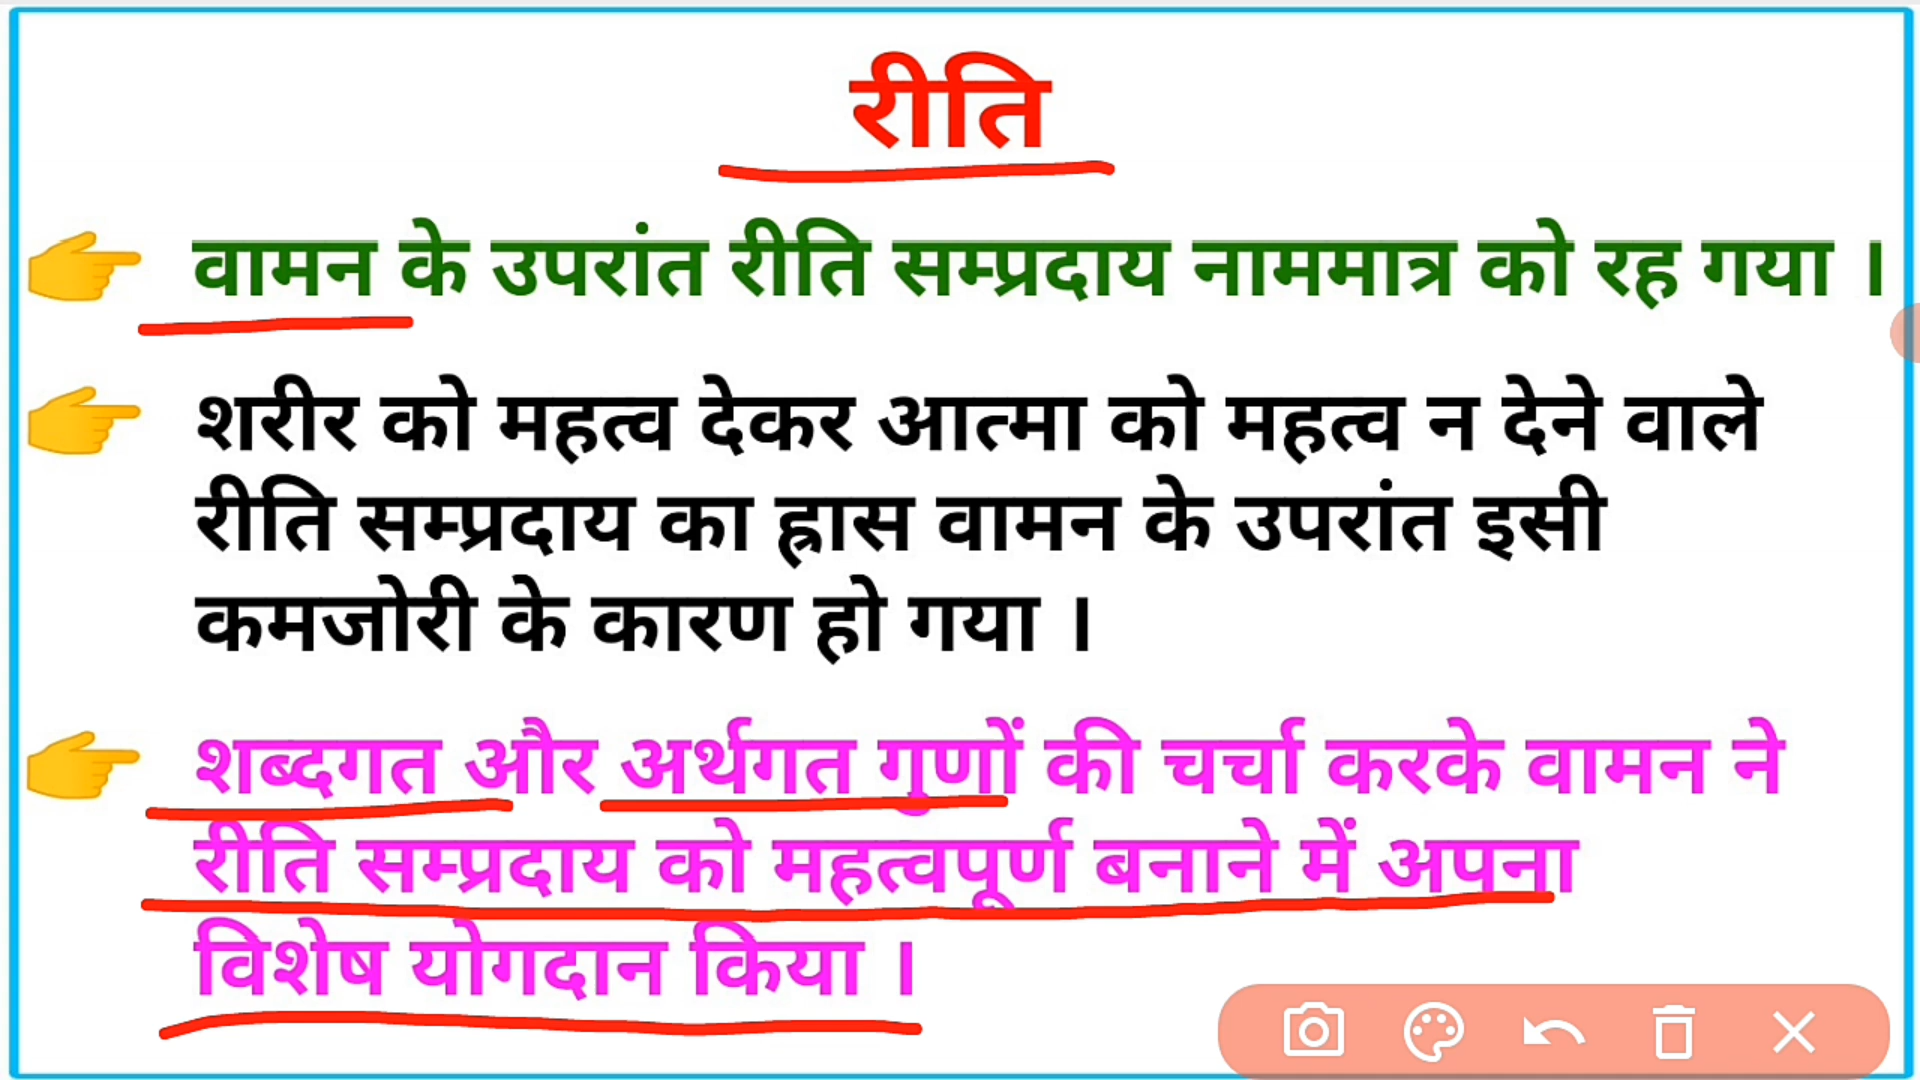 रीति
वामन के उपरांत रीति सम्प्रदाय नाममात्र को रह गया ।
शरीर को महत्व देकर आत्मा को महत्व न देने वाले
रीति सम्प्रदाय का ह्रास वामन के उपरांत इसी
कमजोरी के कारण हो गया ।
शब्दगत और अर्थगत गुणों की चर्चा करके वामन ने
रीति सम्प्रदाय को महत्वपूर्ण बनाने में अपना
विशेष योगदान किया ।